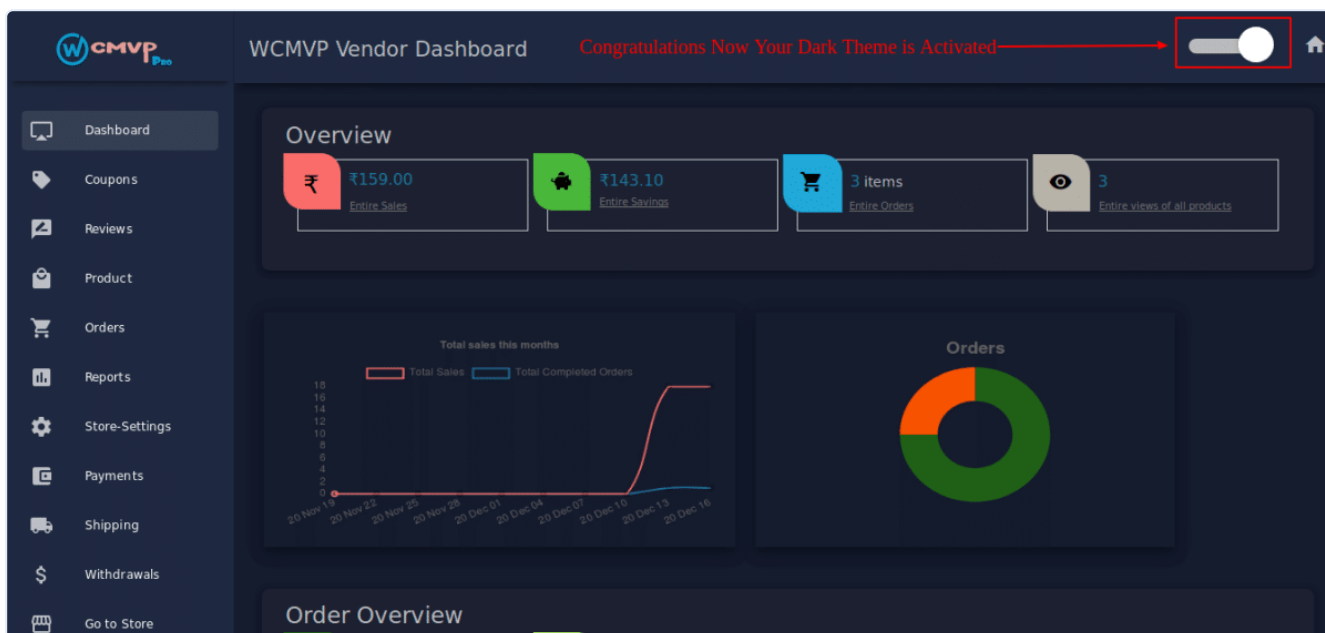 WCMVP
Pro
WCMVP Vendor Dashboard
Congratulations Now Your Dark Theme is Activated
Dashboard
Coupons
Reviews
Product
Orders
Reports
Store-Settings
Payments
Shipping
Withdrawals
Go to Store
Overview
₹
₹159.00
Entire Sales
₹143.10
Entire Savings
3 items
Entire Orders
3
Entire views of all products
Total sales this months
Total Sales
Total Completed Orders
18
16
14
12
10
8
6
4
2
0
20 Nov 19
20 Nov 22
20 Nov 25
20 Nov 28
20 Dec 01
20 Dec 04
20 Dec 07
20 Dec 10
20 Dec 13
20 Dec 16
Orders
Order Overview